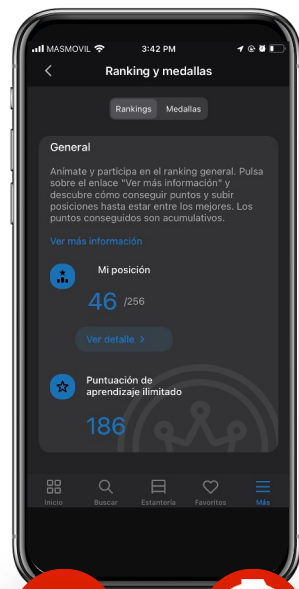 MASMOVIL 3:42 PM
Ranking y medallas
Rankings Medallas
General
Anímate y participa en el ranking general. Pulsa
sobre el enlace "Ver más información" y
descubre cómo conseguir puntos y subir
posiciones hasta estar entre los mejores. Los
puntos conseguidos son acumulativos.
Ver más información
Mi posición
46 /256
Ver detalle >
Puntuación de
aprendizaje ilimitado
186
Inicio Buscar Estantería Favoritos Más